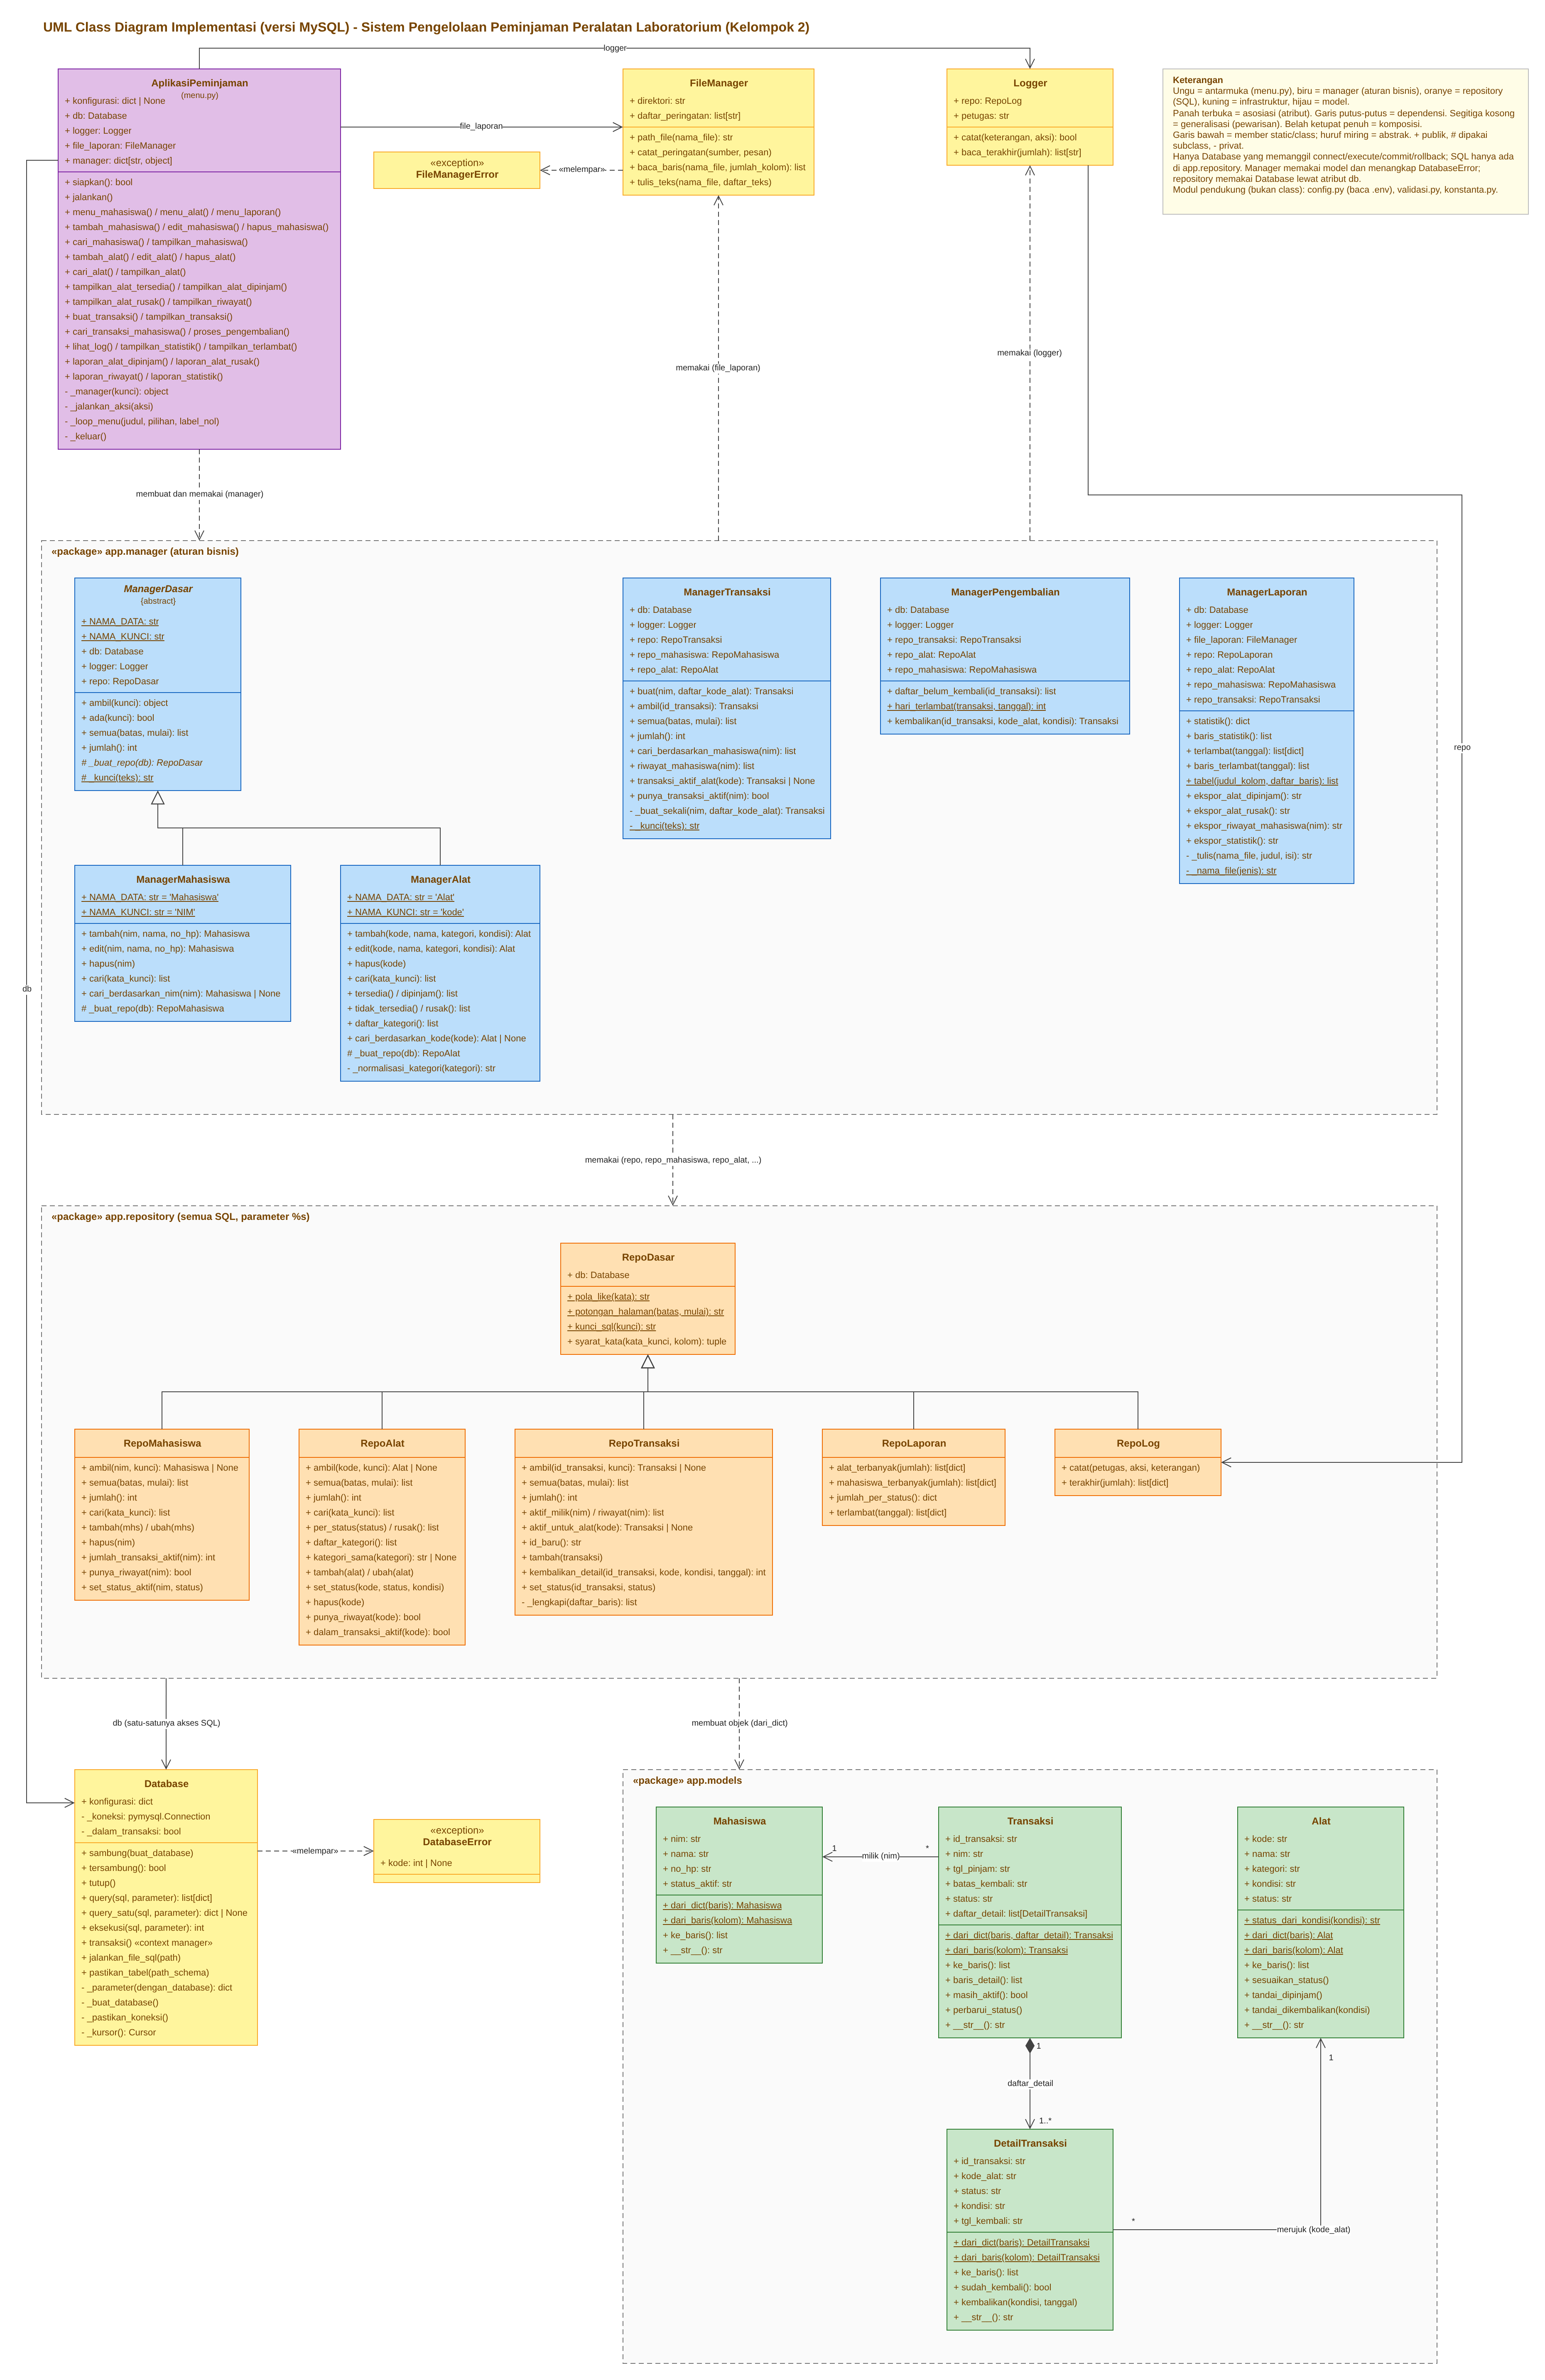 UML Class Diagram Implementasi (versi MySQL) - Sistem Pengelolaan Peminjaman Peralatan Laboratorium (Kelompok 2)
logger
AplikasiPeminjaman
(menu.py)
+ konfigurasi: dict | None
+ db: Database
+ logger: Logger
+ file_laporan: FileManager
+ manager: dict[str, object]
+ siapkan(): bool
+ jalankan()
+ menu_mahasiswa() / menu_alat() / menu_laporan()
+ tambah_mahasiswa() / edit_mahasiswa() / hapus_mahasiswa()
+ cari_mahasiswa() / tampilkan_mahasiswa()
+ tambah_alat() / edit_alat() / hapus_alat()
+ cari_alat() / tampilkan_alat()
+ tampilkan_alat_tersedia() / tampilkan_alat_dipinjam()
+ tampilkan_alat_rusak() / tampilkan_riwayat()
+ buat_transaksi() / tampilkan_transaksi()
+ cari_transaksi_mahasiswa() / proses_pengembalian()
+ lihat_log() / tampilkan_statistik() / tampilkan_terlambat()
+ laporan_alat_dipinjam() / laporan_alat_rusak()
+ laporan_riwayat() / laporan_statistik()
- _manager(kunci): object
- _jalankan_aksi(aksi)
- _loop_menu(judul, pilihan, label_nol)
- _keluar()
file_laporan
«exception»
FileManagerError
«melempar»
FileManager
+ direktori: str
+ daftar_peringatan: list[str]
+ path_file(nama_file): str
+ catat_peringatan(sumber, pesan)
+ baca_baris(nama_file, jumlah_kolom): list
+ tulis_teks(nama_file, daftar_teks)
Logger
+ repo: RepoLog
+ petugas: str
+ catat(keterangan, aksi): bool
+ baca_terakhir(jumlah): list[str]
Keterangan
Ungu = antarmuka (menu.py), biru = manager (aturan bisnis), oranye = repository
(SQL), kuning = infrastruktur, hijau = model.
Panah terbuka = asosiasi (atribut). Garis putus-putus = dependensi. Segitiga kosong
= generalisasi (pewarisan). Belah ketupat penuh = komposisi.
Garis bawah = member static/class; huruf miring = abstrak. + publik, # dipakai
subclass, - privat.
Hanya Database yang memanggil connect/execute/commit/rollback; SQL hanya ada
di app.repository. Manager memakai model dan menangkap DatabaseError;
repository memakai Database lewat atribut db.
Modul pendukung (bukan class): config.py (baca .env), validasi.py, konstanta.py.
memakai (file_laporan)
memakai (logger)
membuat dan memakai (manager)
repo
db
«package» app.manager (aturan bisnis)
ManagerDasar
{abstract}
+ NAMA_DATA: str
+ NAMA_KUNCI: str
+ db: Database
+ logger: Logger
+ repo: RepoDasar
+ ambil(kunci): object
+ ada(kunci): bool
+ semua(batas, mulai): list
+ jumlah(): int
# _buat_repo(db): RepoDasar
# _kunci(teks): str
ManagerTransaksi
+ db: Database
+ logger: Logger
+ repo: RepoTransaksi
+ repo_mahasiswa: RepoMahasiswa
+ repo_alat: RepoAlat
+ buat(nim, daftar_kode_alat): Transaksi
+ ambil(id_transaksi): Transaksi
+ semua(batas, mulai): list
+ jumlah(): int
+ cari_berdasarkan_mahasiswa(nim): list
+ riwayat_mahasiswa(nim): list
+ transaksi_aktif_alat(kode): Transaksi | None
+ punya_transaksi_aktif(nim): bool
- _buat_sekali(nim, daftar_kode_alat): Transaksi
- _kunci(teks): str
ManagerPengembalian
+ db: Database
+ logger: Logger
+ repo_transaksi: RepoTransaksi
+ repo_alat: RepoAlat
+ repo_mahasiswa: RepoMahasiswa
+ daftar_belum_kembali(id_transaksi): list
+ hari_terlambat(transaksi, tanggal): int
+ kembalikan(id_transaksi, kode_alat, kondisi): Transaksi
ManagerLaporan
+ db: Database
+ logger: Logger
+ file_laporan: FileManager
+ repo: RepoLaporan
+ repo_alat: RepoAlat
+ repo_mahasiswa: RepoMahasiswa
+ repo_transaksi: RepoTransaksi
+ statistik(): dict
+ baris_statistik(): list
+ terlambat(tanggal): list[dict]
+ baris_terlambat(tanggal): list
+ tabel(judul_kolom, daftar_baris): list
+ ekspor_alat_dipinjam(): str
+ ekspor_alat_rusak(): str
+ ekspor_riwayat_mahasiswa(nim): str
+ ekspor_statistik(): str
- _tulis(nama_file, judul, isi): str
- _nama_file(jenis): str
ManagerMahasiswa
+ NAMA_DATA: str = 'Mahasiswa'
+ NAMA_KUNCI: str = 'NIM'
+ tambah(nim, nama, no_hp): Mahasiswa
+ edit(nim, nama, no_hp): Mahasiswa
+ hapus(nim)
+ cari(kata_kunci): list
+ cari_berdasarkan_nim(nim): Mahasiswa | None
# _buat_repo(db): RepoMahasiswa
ManagerAlat
+ NAMA_DATA: str = 'Alat'
+ NAMA_KUNCI: str = 'kode'
+ tambah(kode, nama, kategori, kondisi): Alat
+ edit(kode, nama, kategori, kondisi): Alat
+ hapus(kode)
+ cari(kata_kunci): list
+ tersedia() / dipinjam(): list
+ tidak_tersedia() / rusak(): list
+ daftar_kategori(): list
+ cari_berdasarkan_kode(kode): Alat | None
# _buat_repo(db): RepoAlat
- _normalisasi_kategori(kategori): str
memakai (repo, repo_mahasiswa, repo_alat, ...)
«package» app.repository (semua SQL, parameter %s)
RepoDasar
+ db: Database
+ pola_like(kata): str
+ potongan_halaman(batas, mulai): str
+ kunci_sql(kunci): str
+ syarat_kata(kata_kunci, kolom): tuple
RepoMahasiswa
+ ambil(nim, kunci): Mahasiswa | None
+ semua(batas, mulai): list
+ jumlah(): int
+ cari(kata_kunci): list
+ tambah(mhs) / ubah(mhs)
+ hapus(nim)
+ jumlah_transaksi_aktif(nim): int
+ punya_riwayat(nim): bool
+ set_status_aktif(nim, status)
RepoAlat
+ ambil(kode, kunci): Alat | None
+ semua(batas, mulai): list
+ jumlah(): int
+ cari(kata_kunci): list
+ per_status(status) / rusak(): list
+ daftar_kategori(): list
+ kategori_sama(kategori): str | None
+ tambah(alat) / ubah(alat)
+ set_status(kode, status, kondisi)
+ hapus(kode)
+ punya_riwayat(kode): bool
+ dalam_transaksi_aktif(kode): bool
RepoTransaksi
+ ambil(id_transaksi, kunci): Transaksi | None
+ semua(batas, mulai): list
+ jumlah(): int
+ aktif_milik(nim) / riwayat(nim): list
+ aktif_untuk_alat(kode): Transaksi | None
+ id_baru(): str
+ tambah(transaksi)
+ kembalikan_detail(id_transaksi, kode, kondisi, tanggal): int
+ set_status(id_transaksi, status)
- _lengkapi(daftar_baris): list
RepoLaporan
+ alat_terbanyak(jumlah): list[dict]
+ mahasiswa_terbanyak(jumlah): list[dict]
+ jumlah_per_status(): dict
+ terlambat(tanggal): list[dict]
RepoLog
+ catat(petugas, aksi, keterangan)
+ terakhir(jumlah): list[dict]
db (satu-satunya akses SQL)
membuat objek (dari_dict)
Database
+ konfigurasi: dict
- _koneksi: pymysql.Connection
- _dalam_transaksi: bool
+ sambung(buat_database)
+ tersambung(): bool
+ tutup()
+ query(sql, parameter): list[dict]
+ query_satu(sql, parameter): dict | None
+ eksekusi(sql, parameter): int
+ transaksi() «context manager»
+ jalankan_file_sql(path)
+ pastikan_tabel(path_schema)
- _parameter(dengan_database): dict
- _buat_database()
- _pastikan_koneksi()
- _kursor(): Cursor
«melempar»
«exception»
DatabaseError
+ kode: int | None
«package» app.models
Mahasiswa
+ nim: str
+ nama: str
+ no_hp: str
+ status_aktif: str
+ dari_dict(baris): Mahasiswa
+ dari_baris(kolom): Mahasiswa
+ ke_baris(): list
+ __str__(): str
1
milik (nim)
*
Transaksi
+ id_transaksi: str
+ nim: str
+ tgl_pinjam: str
+ batas_kembali: str
+ status: str
+ daftar_detail: list[DetailTransaksi]
+ dari_dict(baris, daftar_detail): Transaksi
+ dari_baris(kolom): Transaksi
+ ke_baris(): list
+ baris_detail(): list
+ masih_aktif(): bool
+ perbarui_status()
+ __str__(): str
Alat
+ kode: str
+ nama: str
+ kategori: str
+ kondisi: str
+ status: str
+ status_dari_kondisi(kondisi): str
+ dari_dict(baris): Alat
+ dari_baris(kolom): Alat
+ ke_baris(): list
+ sesuaikan_status()
+ tandai_dipinjam()
+ tandai_dikembalikan(kondisi)
+ __str__(): str
1
daftar_detail
1..*
1
DetailTransaksi
+ id_transaksi: str
+ kode_alat: str
+ status: str
+ kondisi: str
+ tgl_kembali: str
+ dari_dict(baris): DetailTransaksi
+ dari_baris(kolom): DetailTransaksi
+ ke_baris(): list
+ sudah_kembali(): bool
+ kembalikan(kondisi, tanggal)
+ __str__(): str
*
merujuk (kode_alat)